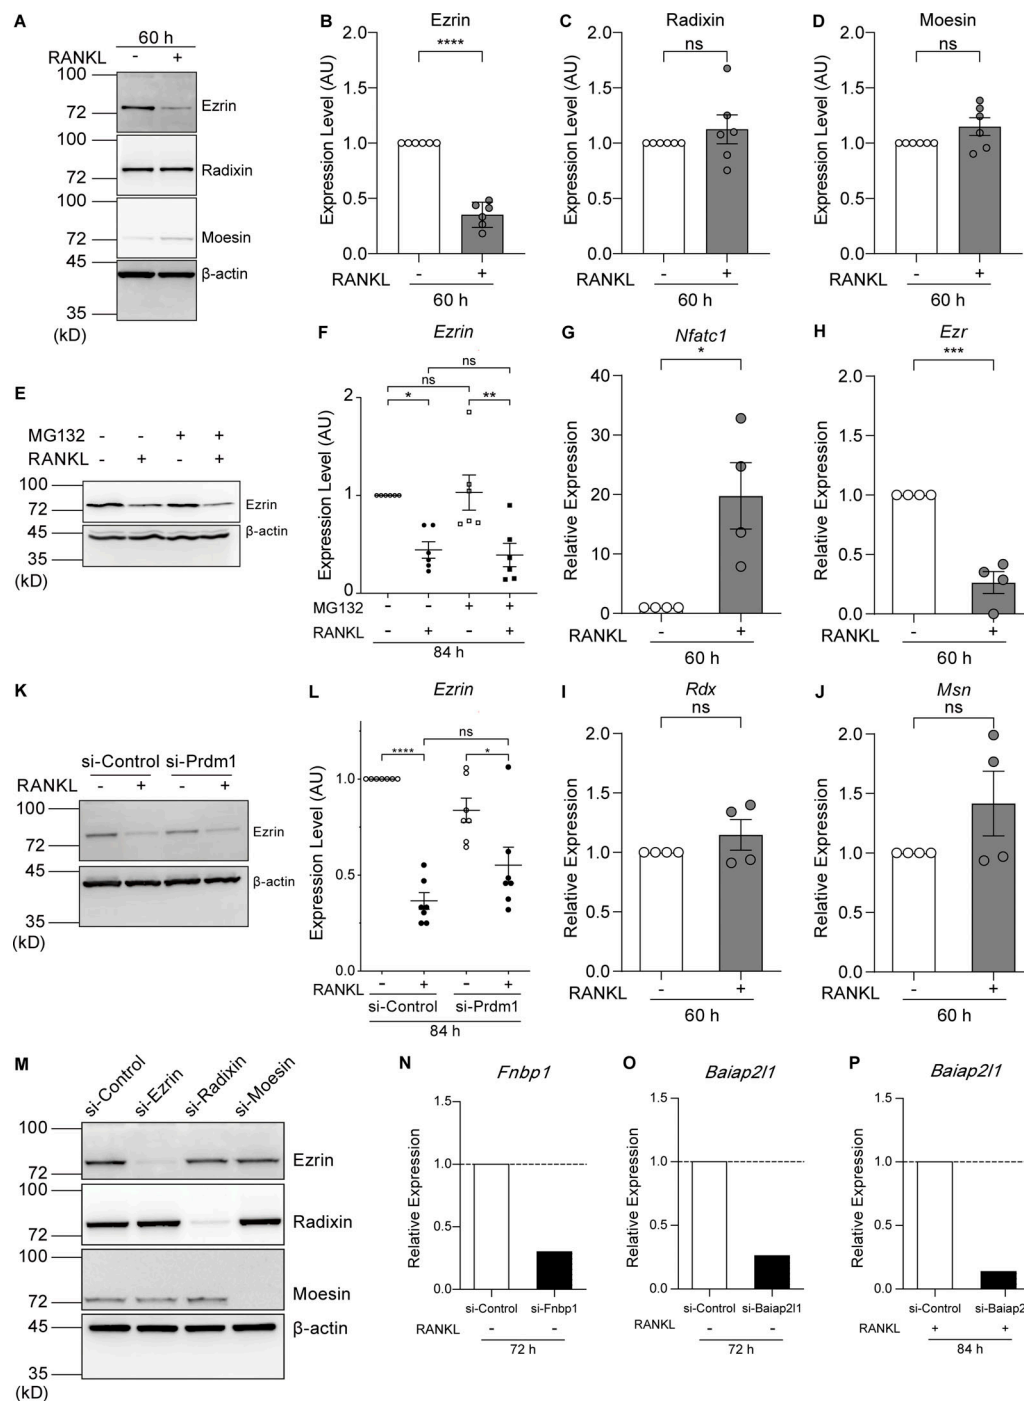 A
60 h
RANKL - +
100
72
Ezrin
100
72
Radixin
100
72
Moesin
45
35
β-actin
(kD)
B
Ezrin
****
Expression Level (AU)
2.0
1.5
1.0
0.5
0.0
RANKL - +
60 h
C
Radixin
ns
Expression Level (AU)
2.0
1.5
1.0
0.5
0.0
RANKL - +
60 h
D
Moesin
ns
Expression Level (AU)
2.0
1.5
1.0
0.5
0.0
RANKL - +
60 h
E
MG132 - - + +
RANKL - + - +
100
72
Ezrin
45
35
β-actin
(kD)
F
Ezrin
ns
ns
* **
Expression Level (AU)
2
1
0
MG132 - - + +
RANKL - + - +
84 h
G
Nfatc1
*
Relative Expression
40
30
20
10
0
RANKL - +
60 h
H
Ezr
***
Relative Expression
2.0
1.5
1.0
0.5
0.0
RANKL - +
60 h
K
si-Control si-Prdm1
RANKL - + - +
100
72
Ezrin
45
35
β-actin
(kD)
L
Ezrin
ns
**** *
Expression Level (AU)
1.0
0.5
0.0
RANKL - + - +
si-Control si-Prdm1
84 h
I
Rdx
ns
Relative Expression
2.0
1.5
1.0
0.5
0.0
RANKL - +
60 h
J
Msn
ns
Relative Expression
2.0
1.5
1.0
0.5
0.0
RANKL - +
60 h
M
si-Control
si-Ezrin
si-Radixin
si-Moesin
100
72
Ezrin
100
72
Radixin
100
72
Moesin
45
35
β-actin
(kD)
N
Fnbp1
Relative Expression
1.5
1.0
0.5
0.0
si-Control si-Fnbp1
RANKL - -
72 h
O
Baiap2l1
Relative Expression
1.5
1.0
0.5
0.0
si-Control si-Baiap2l1
RANKL - -
72 h
P
Baiap2l1
Relative Expression
1.5
1.0
0.5
0.0
si-Control si-Baiap2
RANKL + +
84 h